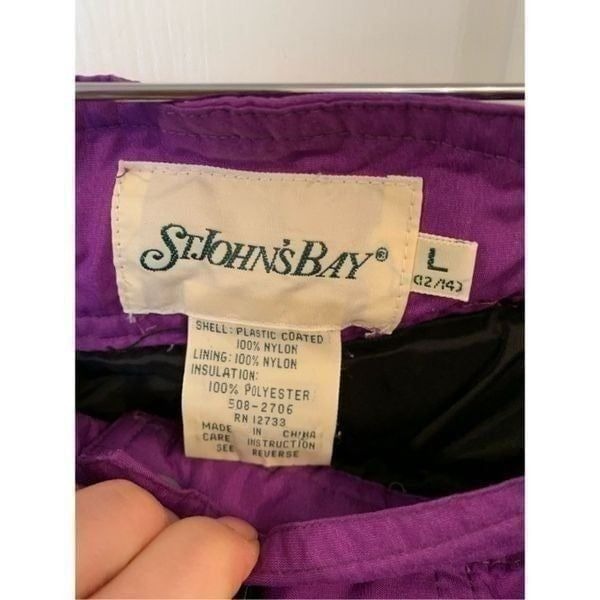 ST.JOHN'S BAY®
L
(12/14)
SHELL: PLASTIC COATED
100% NYLON
LINING: 100% NYLON
INSULATION:
100% POLYESTER
508-2706
RN 12733
MADE IN CHINA
CARE INSTRUCTION
SEE REVERSE